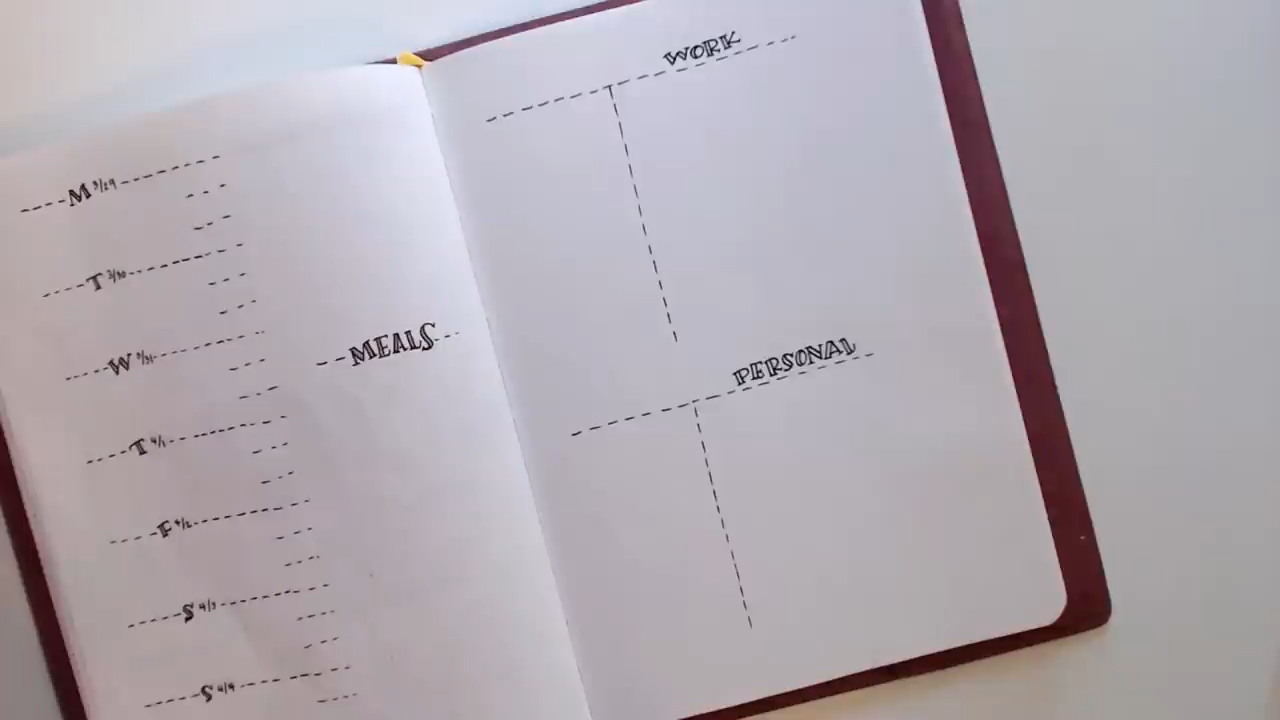 M 3/29
T 3/30
W 3/31
T 4/1
F 4/2
S 4/3
S 4/4
MEALS
WORK
PERSONAL